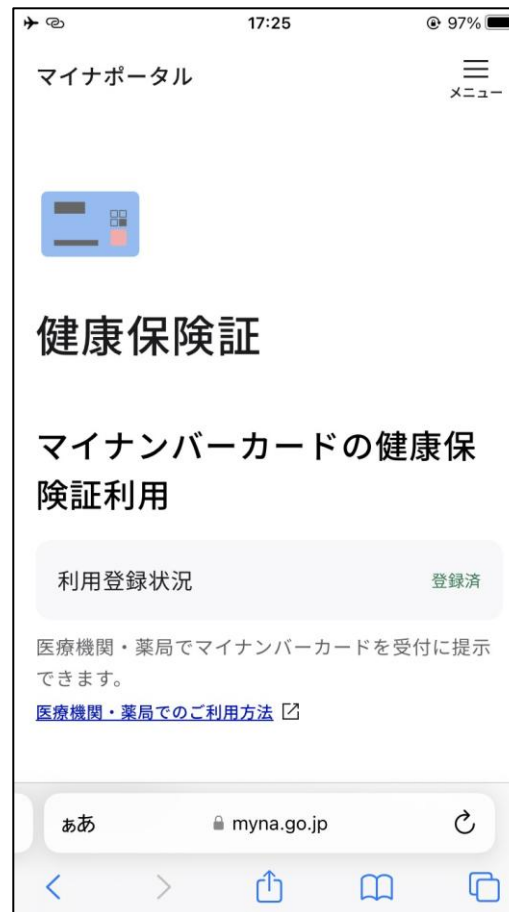 17:25
97%
マイナポータル
メニュー
健康保険証
マイナンバーカードの健康保
険証利用
利用登録状況 登録済
医療機関・薬局でマイナンバーカードを受付に提示
できます。
医療機関・薬局でのご利用方法
ぁあ myna.go.jp